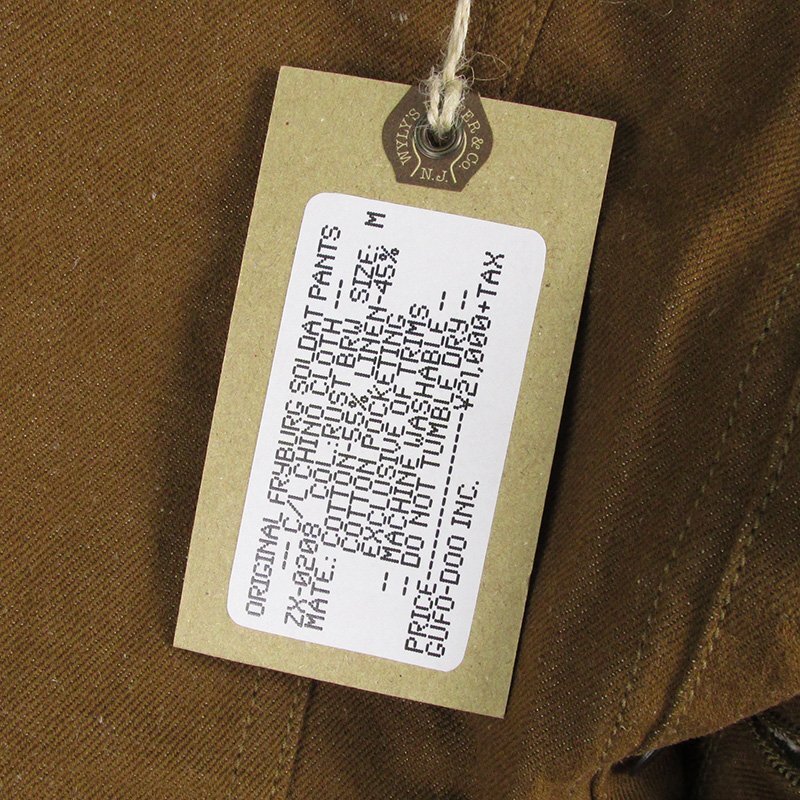 WYLY'S & Co.
N.J.
ORIGINAL FRYBURG SOLDAT PANTS
--- C/L CHINO CLOTH ---
ZX-0208 COL.:RUST BRW SIZE: M
MATE.: COTTON-55% LINEN-45%
COTTON POCKETING
EXCLUSIVE OF TRIMS
-- MACHINE WASHABLE --
-- DO NOT TUMBLE DRY --
PRICE--------------------¥21,000+TAX
GUFO-DOO INC.